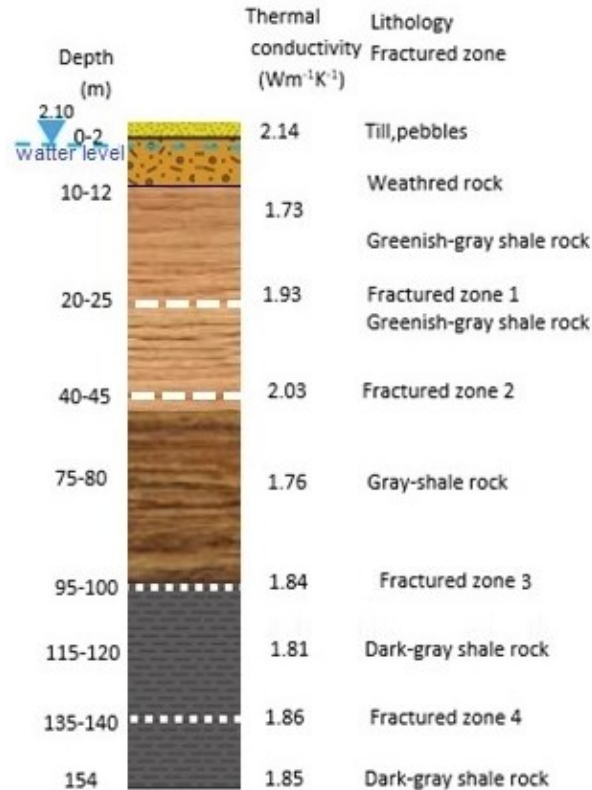 Thermal conductivity (Wm⁻¹K⁻¹)
Lithology
Fractured zone
Depth
(m)
2.10
0-2
2.14
Till,pebbles
watter level
Weathred rock
10-12
1.73
Greenish-gray shale rock
20-25
1.93
Fractured zone 1
Greenish-gray shale rock
40-45
2.03
Fractured zone 2
75-80
1.76
Gray-shale rock
95-100
1.84
Fractured zone 3
115-120
1.81
Dark-gray shale rock
135-140
1.86
Fractured zone 4
154
1.85
Dark-gray shale rock